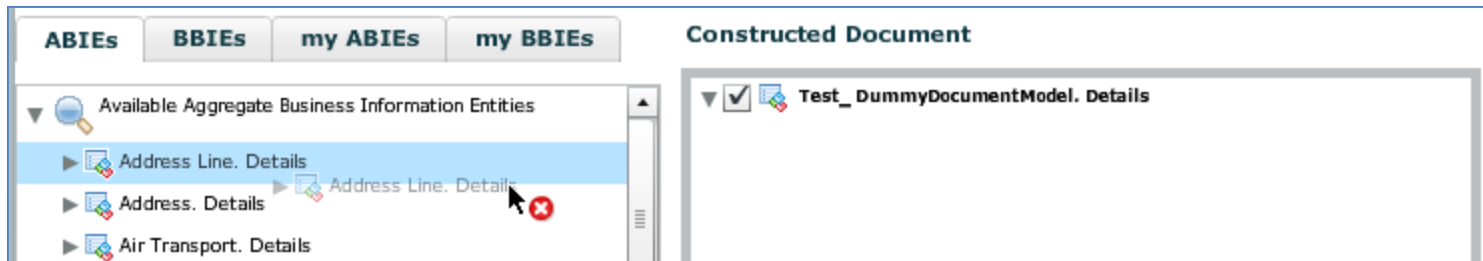 ABIEs BBIEs my ABIEs my BBIEs
Constructed Document
Available Aggregate Business Information Entities
Address Line. Details
Address Line. Details
Address. Details
Air Transport. Details
Test_ DummyDocumentModel. Details